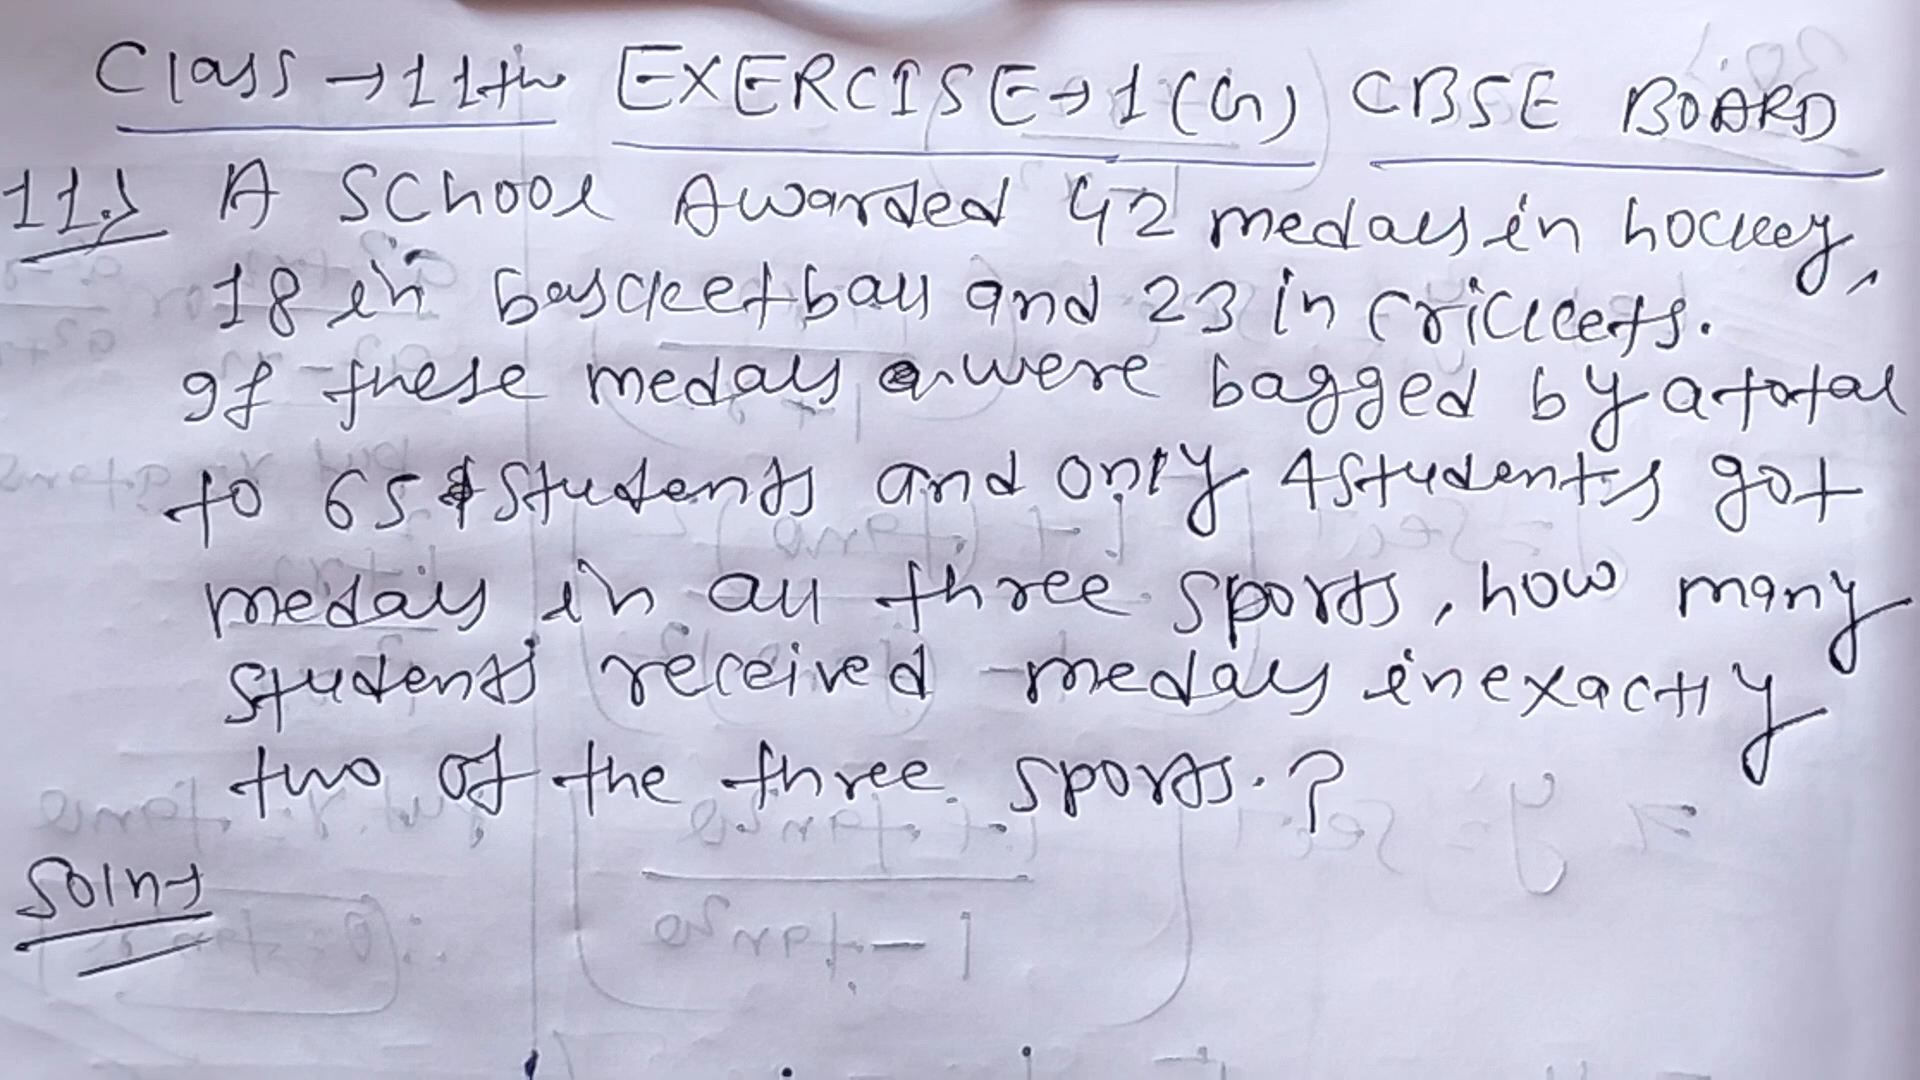 Class → 11th EXERCISE → 1(G) CBSE BOARD
11.) A School Awarded 42 medals in hockey,
18 in bascketball and 23 in Crickets.
If these medals were bagged by a total
to 65 Students and only 4 Students got
medals in all three sports, how many
students received medals in exactly
two of the three sports.?
Soln→